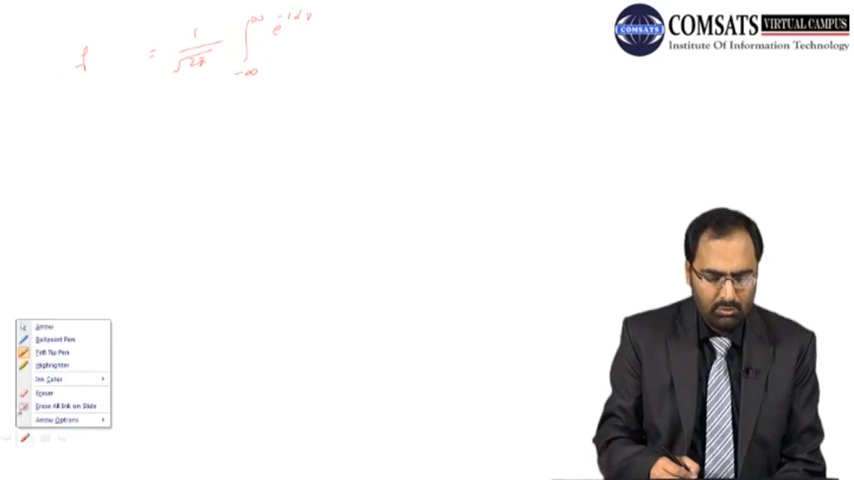 COMSATS VIRTUAL CAMPUS
COMSATS
Institute Of Information Technology
f = 1/√2π ∫_{-∞}^{∞} e^{-iαx}
Arrow
Ballpoint Pen
Felt Tip Pen
Highlighter
Ink Color
Eraser
Erase All Ink on Slide
Arrow Options